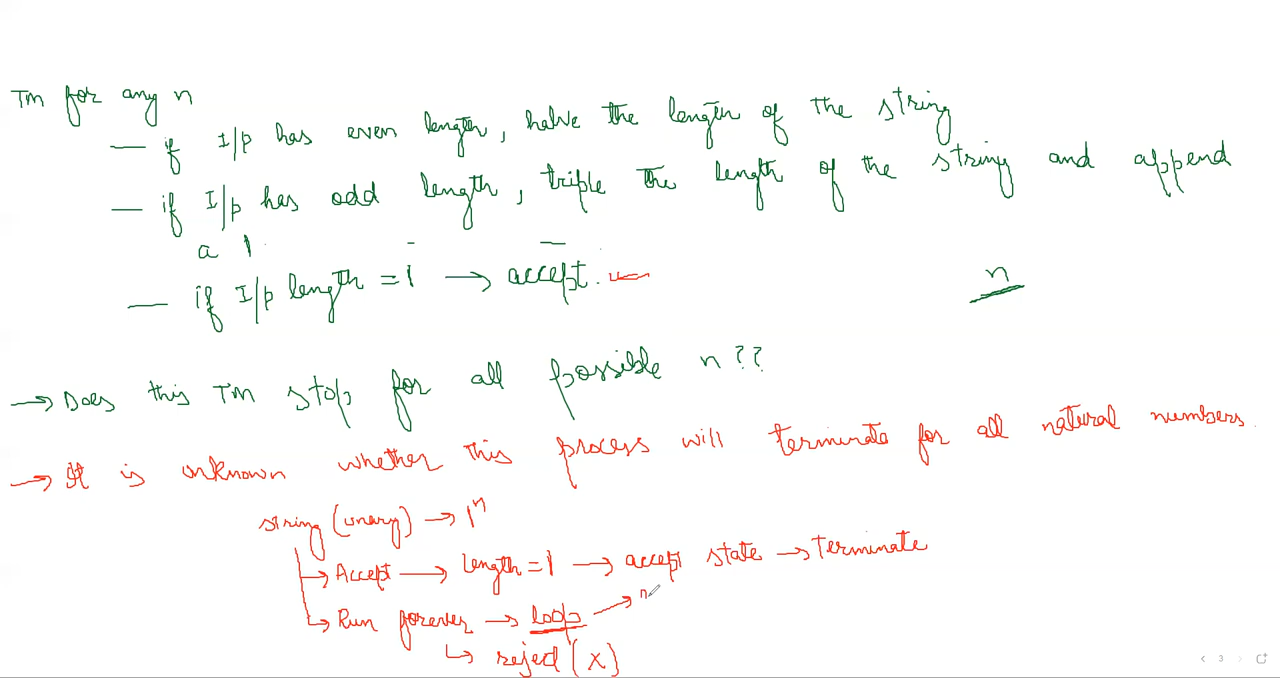 TM for any n
— if I/p has even length, halve the length of the string
— if I/p has odd length, triple the length of the string and append
a 1
— if I/p length = 1 → accept.
n
→ Does this TM stop for all possible n??
→ It is unknown whether this process will terminate for all natural numbers.
string (unary) → 1ⁿ
→ Accept → length = 1 → accept state → terminate
→ Run forever → loop → n
↳ reject (X)
3